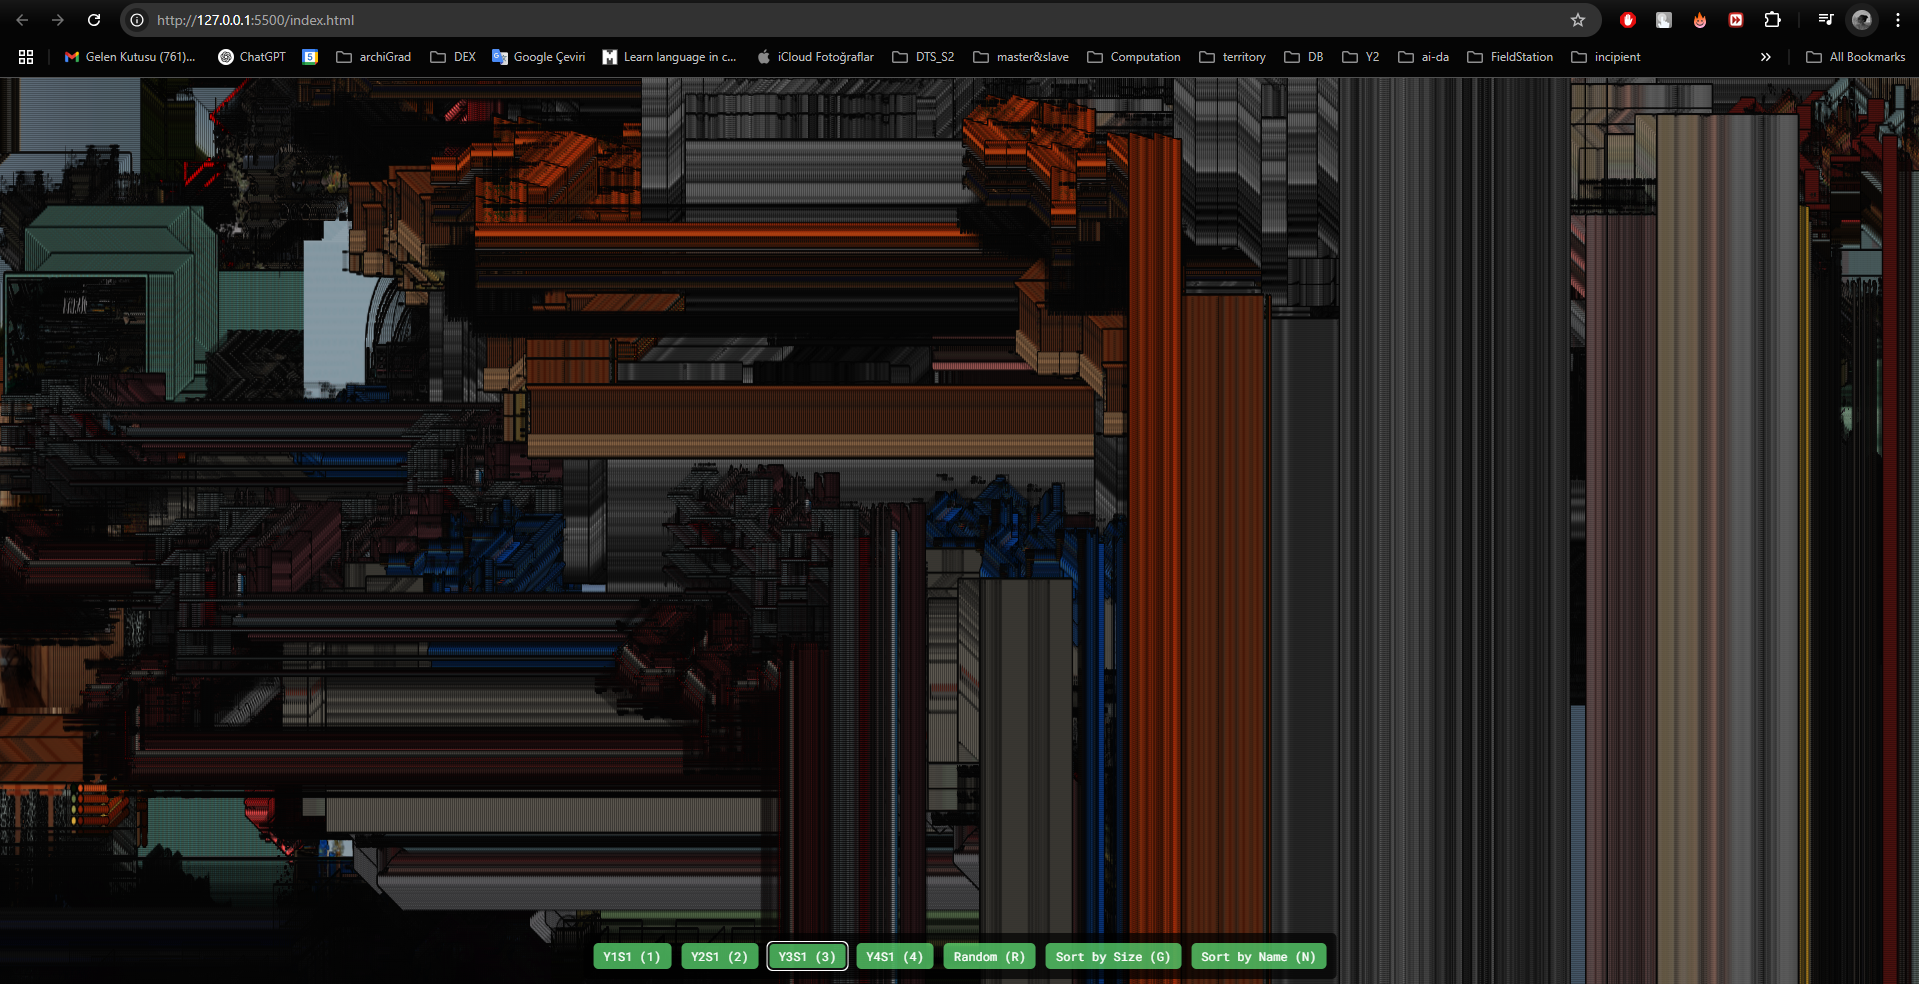 http://127.0.0.1:5500/index.html
Gelen Kutusu (761)...
ChatGPT
5
archiGrad
DEX
Google Çeviri
Learn language in c...
iCloud Fotoğraflar
DTS_S2
master&slave
Computation
territory
DB
Y2
ai-da
FieldStation
incipient
»
All Bookmarks
Y1S1 (1)
Y2S1 (2)
Y3S1 (3)
Y4S1 (4)
Random (R)
Sort by Size (G)
Sort by Name (N)